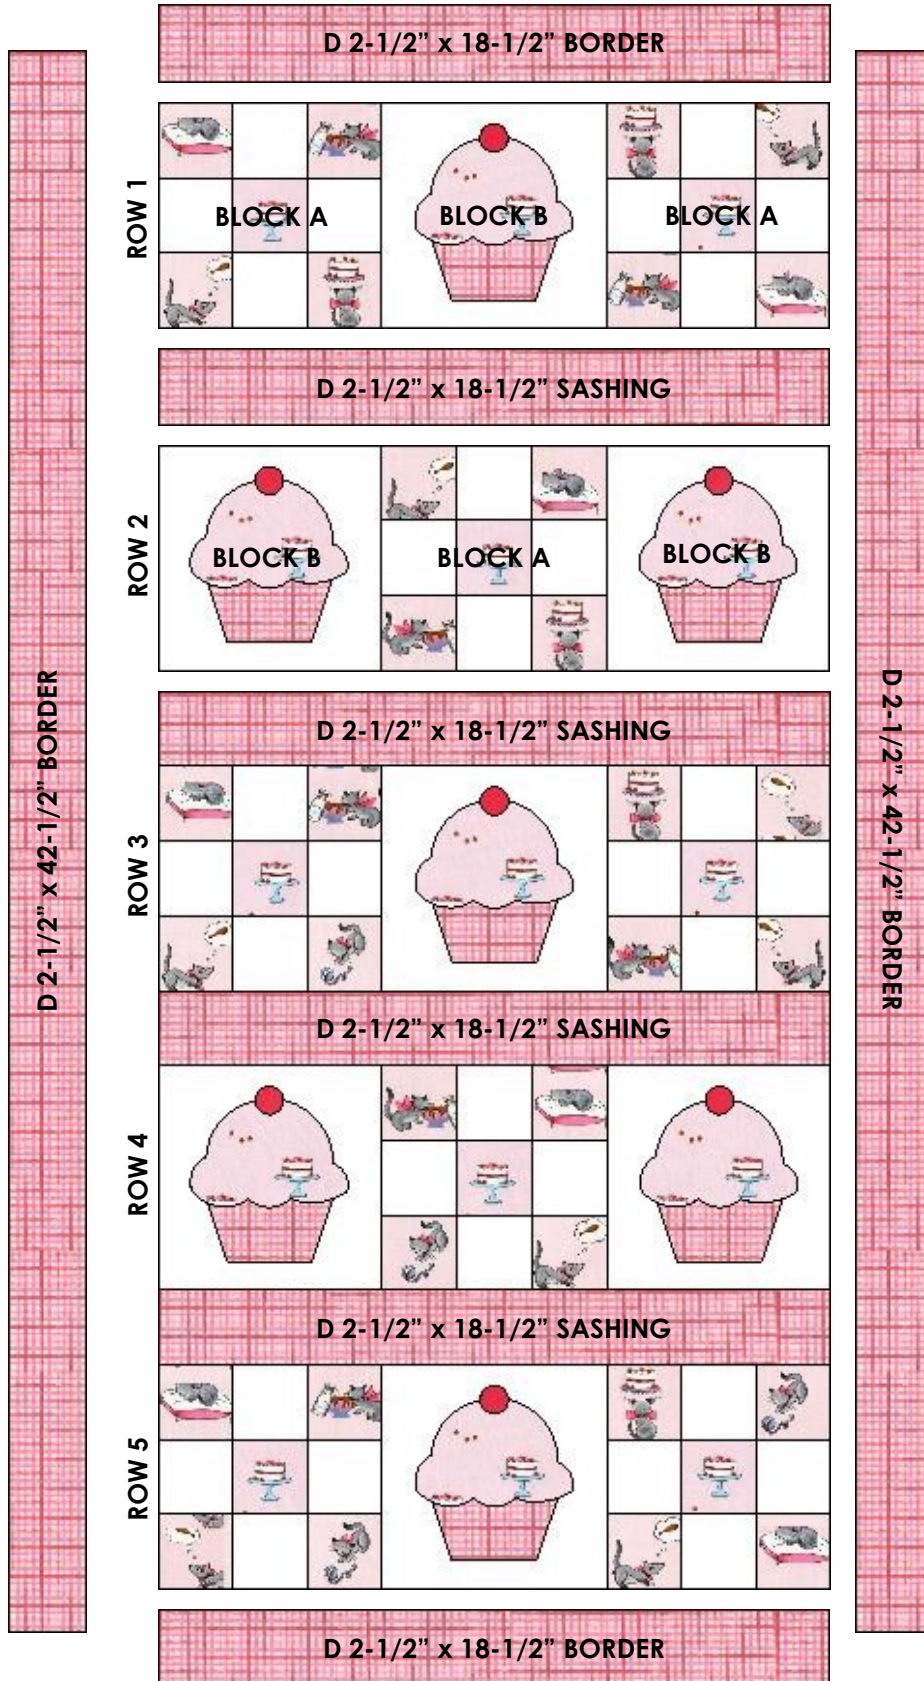 D 2-1/2” x 18-1/2” BORDER
ROW 1
BLOCK A
BLOCK B
BLOCK A
D 2-1/2” x 18-1/2” SASHING
ROW 2
BLOCK B
BLOCK A
BLOCK B
D 2-1/2” x 42-1/2” BORDER
D 2-1/2” x 42-1/2” BORDER
D 2-1/2” x 18-1/2” SASHING
ROW 3
D 2-1/2” x 18-1/2” SASHING
ROW 4
D 2-1/2” x 18-1/2” SASHING
ROW 5
D 2-1/2” x 18-1/2” BORDER